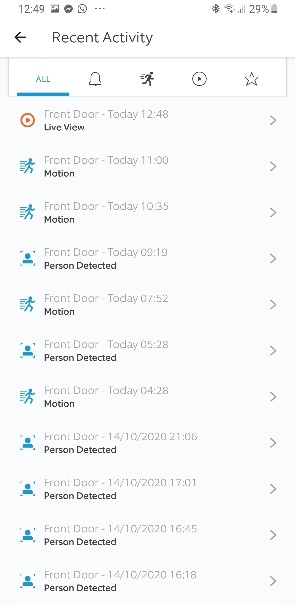 12:49
29%
Recent Activity
ALL
Front Door - Today 12:48
Live View
Front Door - Today 11:00
Motion
Front Door - Today 10:35
Motion
Front Door - Today 09:19
Person Detected
Front Door - Today 07:52
Motion
Front Door - Today 05:28
Person Detected
Front Door - Today 04:28
Motion
Front Door - 14/10/2020 21:06
Person Detected
Front Door - 14/10/2020 17:01
Person Detected
Front Door - 14/10/2020 16:45
Person Detected
Front Door - 14/10/2020 16:18
Person Detected